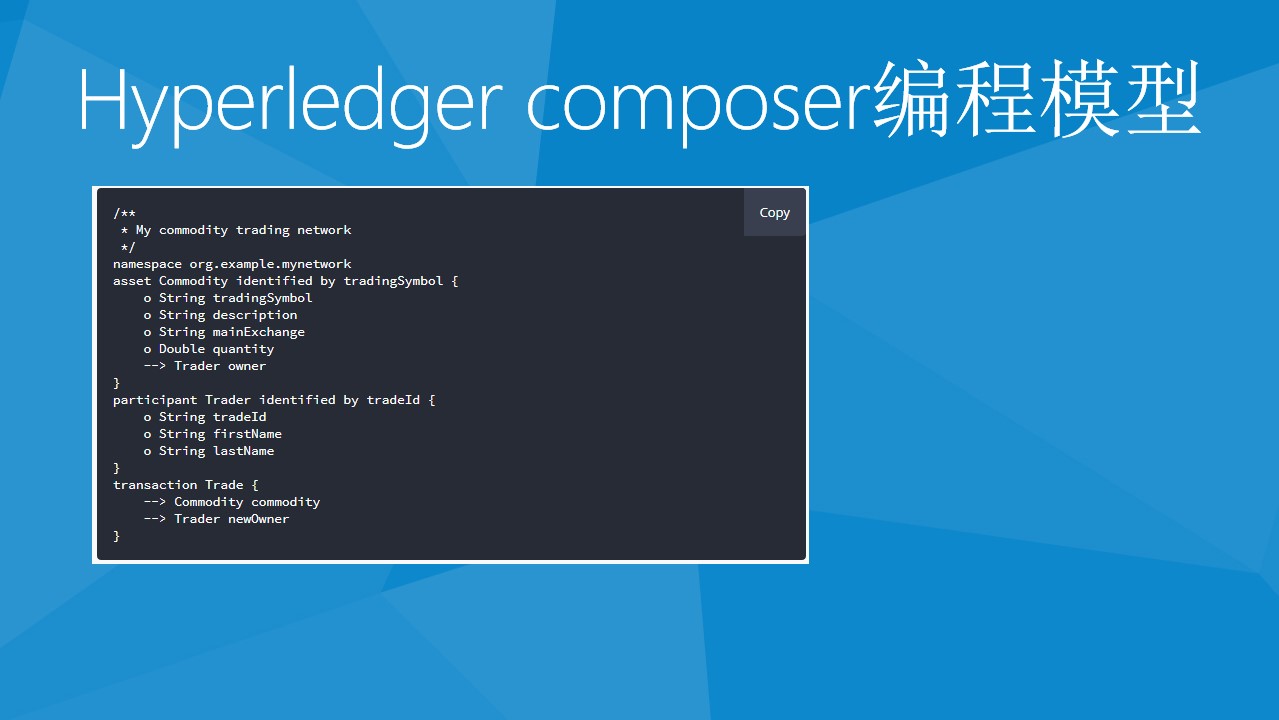 Hyperledger composer编程模型
Copy
/**
 * My commodity trading network
 */
namespace org.example.mynetwork
asset Commodity identified by tradingSymbol {
    o String tradingSymbol
    o String description
    o String mainExchange
    o Double quantity
    --> Trader owner
}
participant Trader identified by tradeId {
    o String tradeId
    o String firstName
    o String lastName
}
transaction Trade {
    --> Commodity commodity
    --> Trader newOwner
}